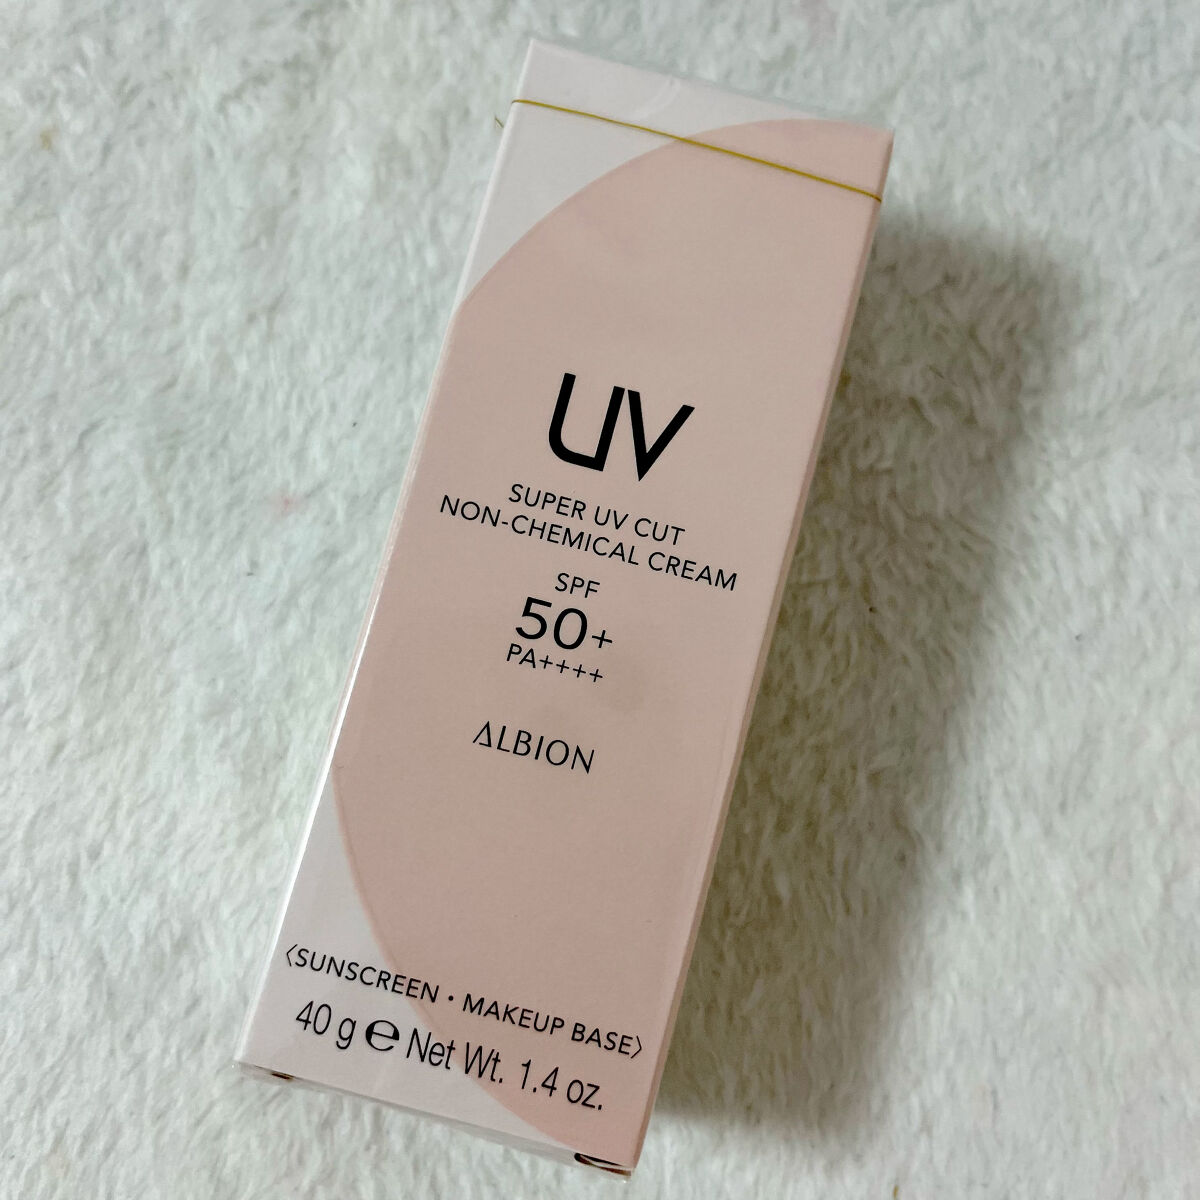 UV
SUPER UV CUT
NON-CHEMICAL CREAM
SPF
50+
PA++++
ALBION
〈SUNSCREEN・MAKEUP BASE〉
40 g ℮ Net Wt. 1.4 oz.